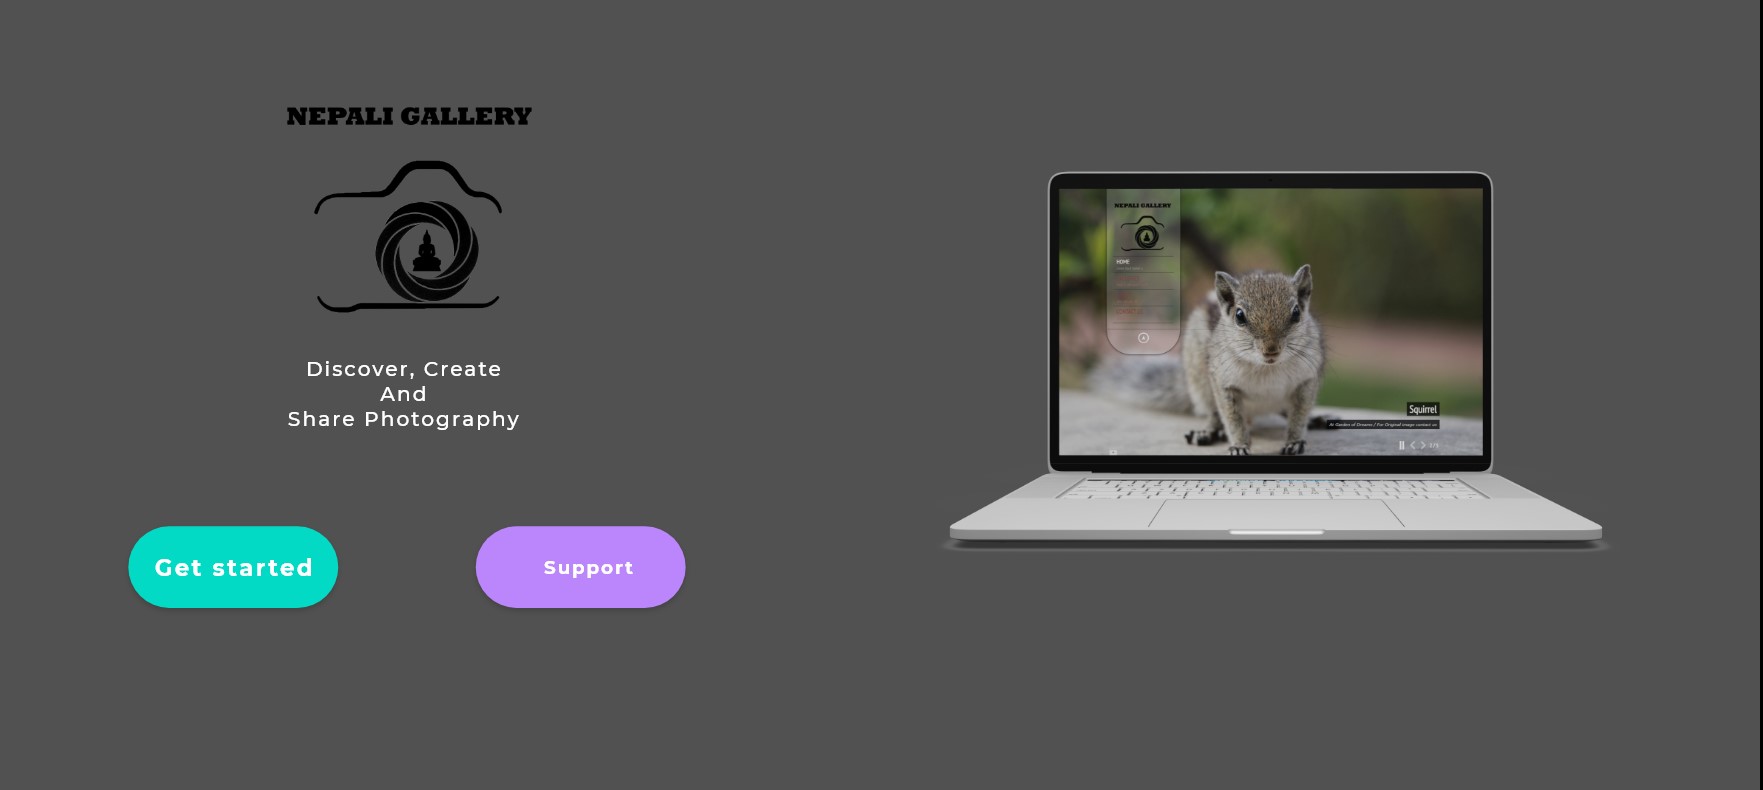 NEPALI GALLERY
Discover, Create
And
Share Photography
Get started
Support
NEPALI GALLERY
HOME
Squirrel
At Garden of Dreams / For Original image contact us